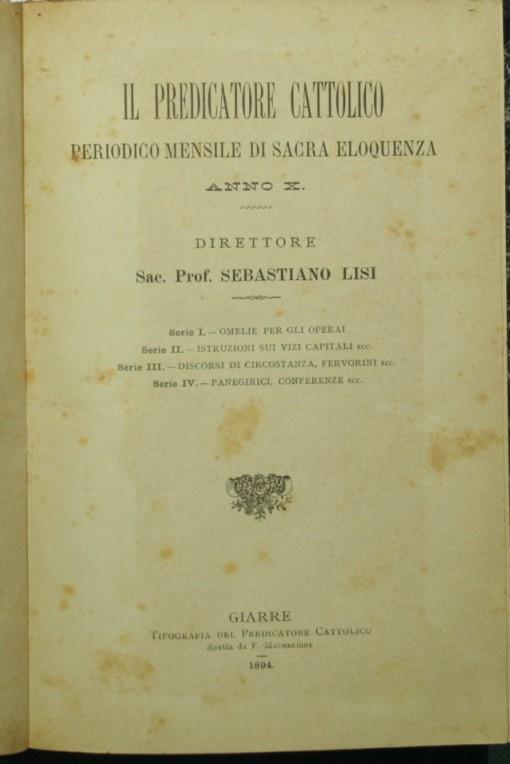 IL PREDICATORE CATTOLICO
PERIODICO MENSILE DI SACRA ELOQUENZA
ANNO X.
DIRETTORE
Sac. Prof. SEBASTIANO LISI
Serie I. — OMELIE PER GLI OPERAI
Serie II. — ISTRUZIONI SUI VIZI CAPITALI ecc.
Serie III. — DISCORSI DI CIRCOSTANZA, FERVORINI ecc.
Serie IV. — PANEGIRICI, CONFERENZE ecc.
GIARRE
TIPOGRAFIA DEL PREDICATORE CATTOLICO
diretta da F.
1894.